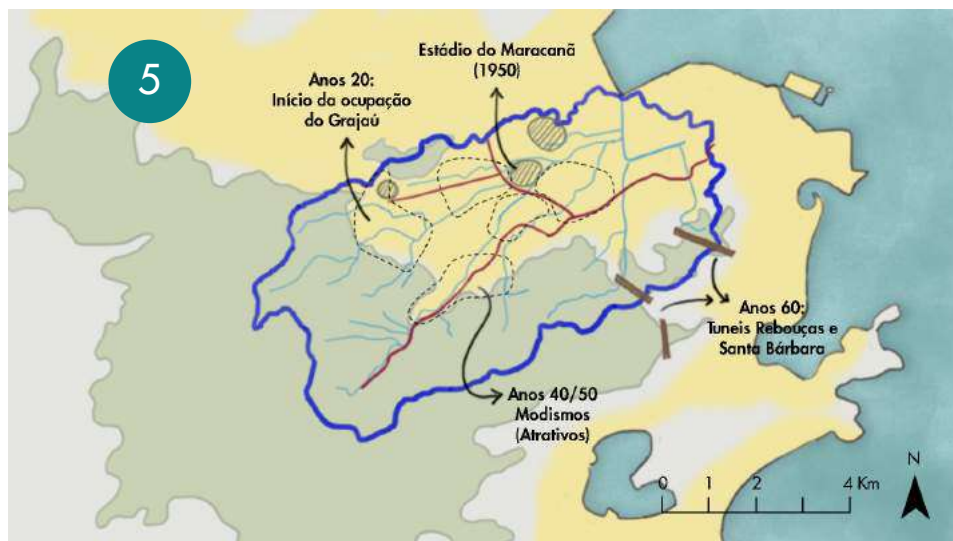 5
Estádio do Maracanã
(1950)
Anos 20:
Início da ocupação
do Grajaú
Anos 60:
Tuneis Rebouças e
Santa Bárbara
Anos 40/50
Modismos
(Atrativos)
N
0 1 2 4 Km